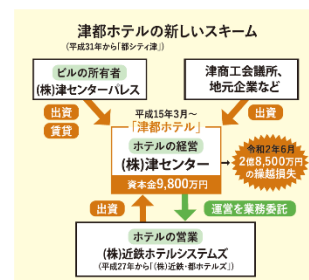 津都ホテルの新しいスキーム
(平成31年から「都シティ津」)
ビルの所有者
(株)津センターパレス
津商工会議所、
地元企業など
出資
賃貸
平成15年3月〜
「津都ホテル」
出資
ホテルの経営
(株)津センター
資本金9,800万円
令和2年6月
2億8,500万円
の繰越損失
出資
運営を業務委託
ホテルの営業
(株)近鉄ホテルシステムズ
(平成27年から「(株)近鉄・都ホテルズ」)